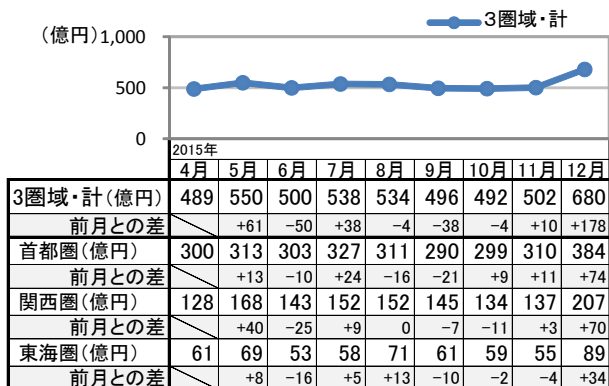 3圏域・計
(億円)
1,000
500
0
2015年
4月 5月 6月 7月 8月 9月 10月 11月 12月
3圏域・計(億円) 489 550 500 538 534 496 492 502 680
前月との差 +61 −50 +38 −4 −38 −4 +10 +178
首都圏(億円) 300 313 303 327 311 290 299 310 384
前月との差 +13 −10 +24 −16 −21 +9 +11 +74
関西圏(億円) 128 168 143 152 152 145 134 137 207
前月との差 +40 −25 +9 0 −7 −11 +3 +70
東海圏(億円) 61 69 53 58 71 61 59 55 89
前月との差 +8 −16 +5 +13 −10 −2 −4 +34